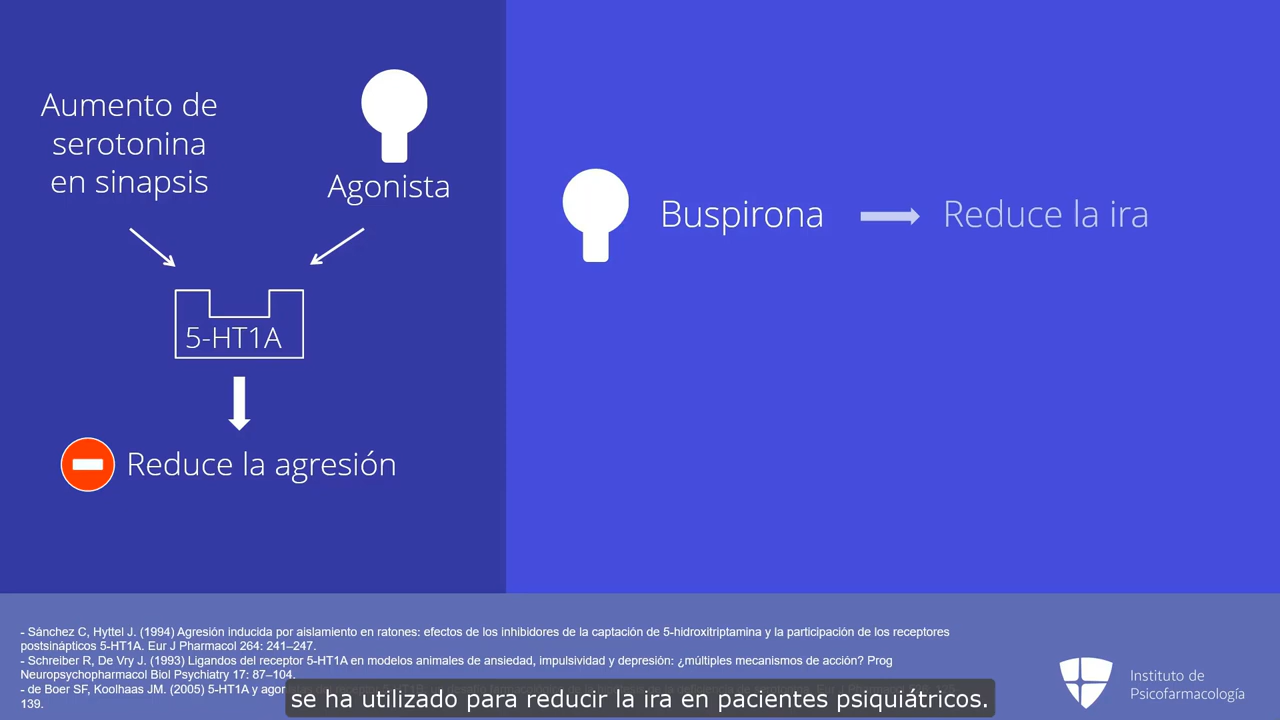 Aumento de
serotonina
en sinapsis
Agonista
5-HT1A
Reduce la agresión
Buspirona
Reduce la ira
- Sánchez C, Hyttel J. (1994) Agresión inducida por aislamiento en ratones: efectos de los inhibidores de la captación de 5-hidroxitriptamina y la participación de los receptores
postsinápticos 5-HT1A. Eur J Pharmacol 264: 241–247.
- Schreiber R, De Vry J. (1993) Ligandos del receptor 5-HT1A en modelos animales de ansiedad, impulsividad y depresión: ¿múltiples mecanismos de acción? Prog
Neuropsychopharmacol Biol Psychiatry 17: 87–104.
- de Boer SF, Koolhaas JM. (2005) 5-HT1A y
139.
se ha utilizado para reducir la ira en pacientes psiquiátricos.
Instituto de
Psicofarmacología